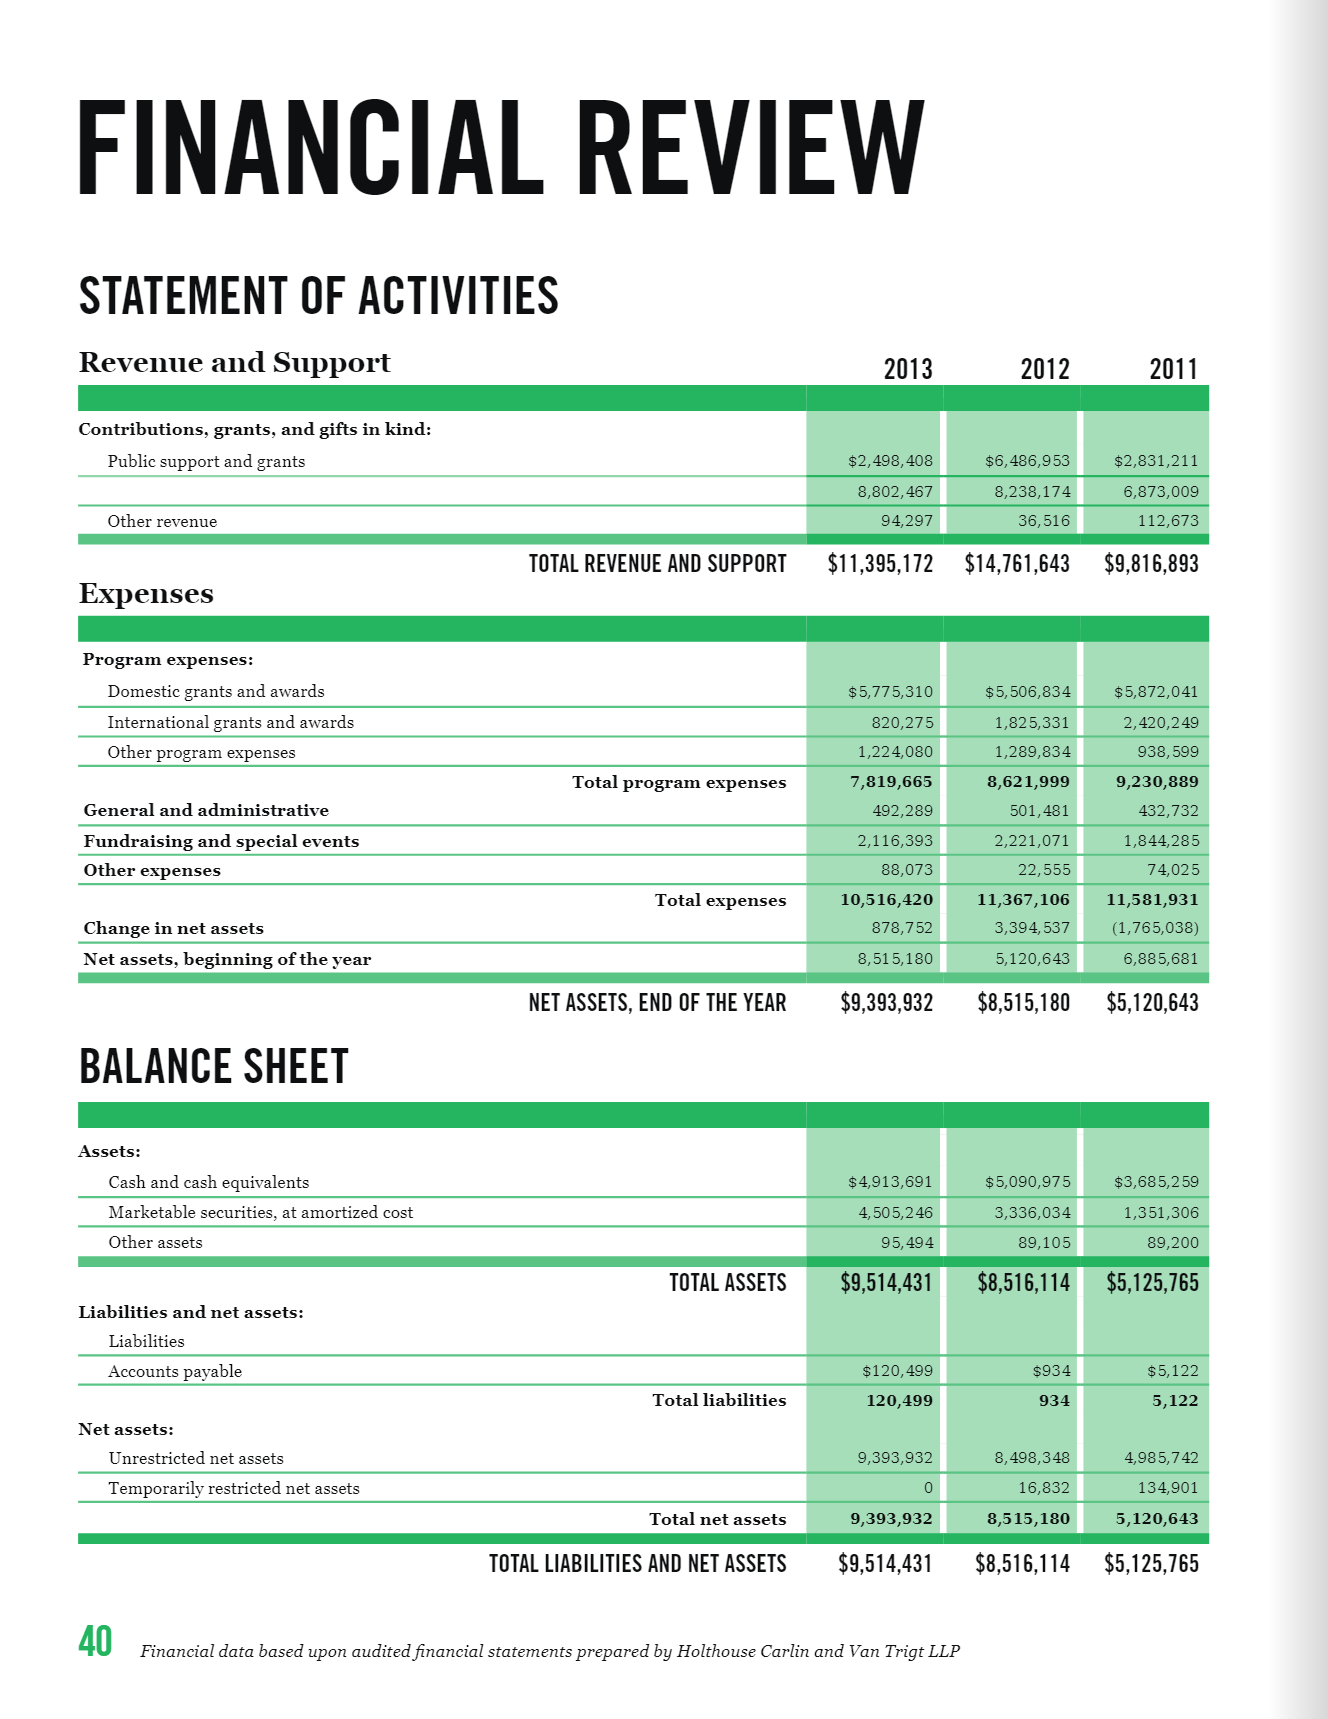 FINANCIAL REVIEW
STATEMENT OF ACTIVITIES
Revenue and Support 2013 2012 2011
Contributions, grants, and gifts in kind:
Public support and grants $2,498,408 $6,486,953 $2,831,211
8,802,467 8,238,174 6,873,009
Other revenue 94,297 36,516 112,673
TOTAL REVENUE AND SUPPORT $11,395,172 $14,761,643 $9,816,893
Expenses
Program expenses:
Domestic grants and awards $5,775,310 $5,506,834 $5,872,041
International grants and awards 820,275 1,825,331 2,420,249
Other program expenses 1,224,080 1,289,834 938,599
Total program expenses 7,819,665 8,621,999 9,230,889
General and administrative 492,289 501,481 432,732
Fundraising and special events 2,116,393 2,221,071 1,844,285
Other expenses 88,073 22,555 74,025
Total expenses 10,516,420 11,367,106 11,581,931
Change in net assets 878,752 3,394,537 (1,765,038)
Net assets, beginning of the year 8,515,180 5,120,643 6,885,681
NET ASSETS, END OF THE YEAR $9,393,932 $8,515,180 $5,120,643
BALANCE SHEET
Assets:
Cash and cash equivalents $4,913,691 $5,090,975 $3,685,259
Marketable securities, at amortized cost 4,505,246 3,336,034 1,351,306
Other assets 95,494 89,105 89,200
TOTAL ASSETS $9,514,431 $8,516,114 $5,125,765
Liabilities and net assets:
Liabilities
Accounts payable $120,499 $934 $5,122
Total liabilities 120,499 934 5,122
Net assets:
Unrestricted net assets 9,393,932 8,498,348 4,985,742
Temporarily restricted net assets 0 16,832 134,901
Total net assets 9,393,932 8,515,180 5,120,643
TOTAL LIABILITIES AND NET ASSETS $9,514,431 $8,516,114 $5,125,765
40 Financial data based upon audited financial statements prepared by Holthouse Carlin and Van Trigt LLP